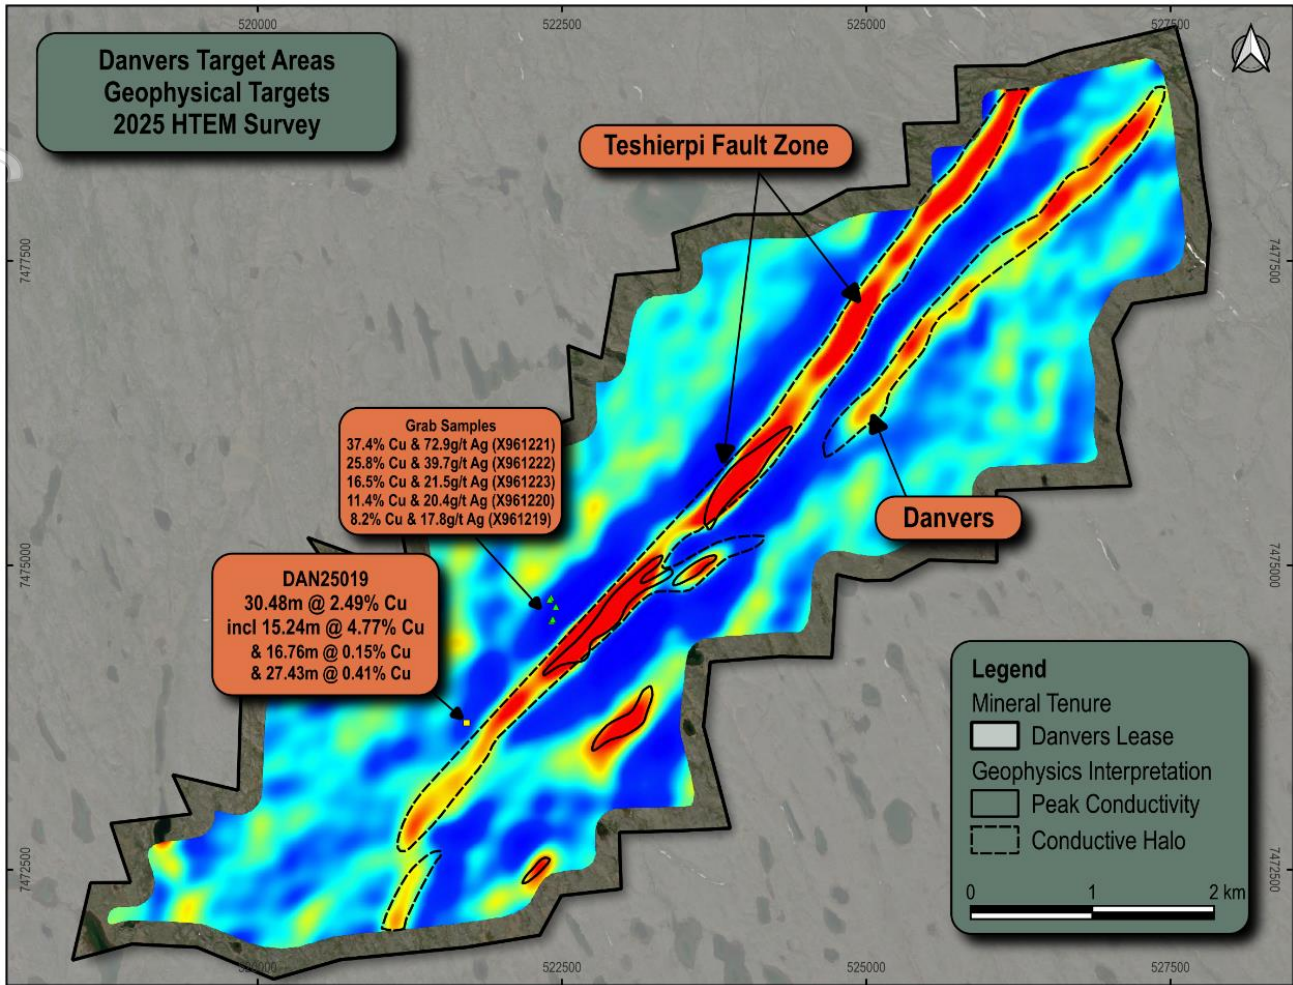 520000
522500
525000
527500
Danvers Target Areas
Geophysical Targets
2025 HTEM Survey
Teshierpi Fault Zone
7477500
7477500
Grab Samples
37.4% Cu & 72.9g/t Ag (X961221)
25.8% Cu & 39.7g/t Ag (X961222)
16.5% Cu & 21.5g/t Ag (X961223)
11.4% Cu & 20.4g/t Ag (X961220)
8.2% Cu & 17.8g/t Ag (X961219)
Danvers
7475000
7475000
DAN25019
30.48m @ 2.49% Cu
incl 15.24m @ 4.77% Cu
& 16.76m @ 0.15% Cu
& 27.43m @ 0.41% Cu
Legend
Mineral Tenure
Danvers Lease
Geophysics Interpretation
Peak Conductivity
Conductive Halo
0 1 2 km
7472500
7472500
520000
522500
525000
527500